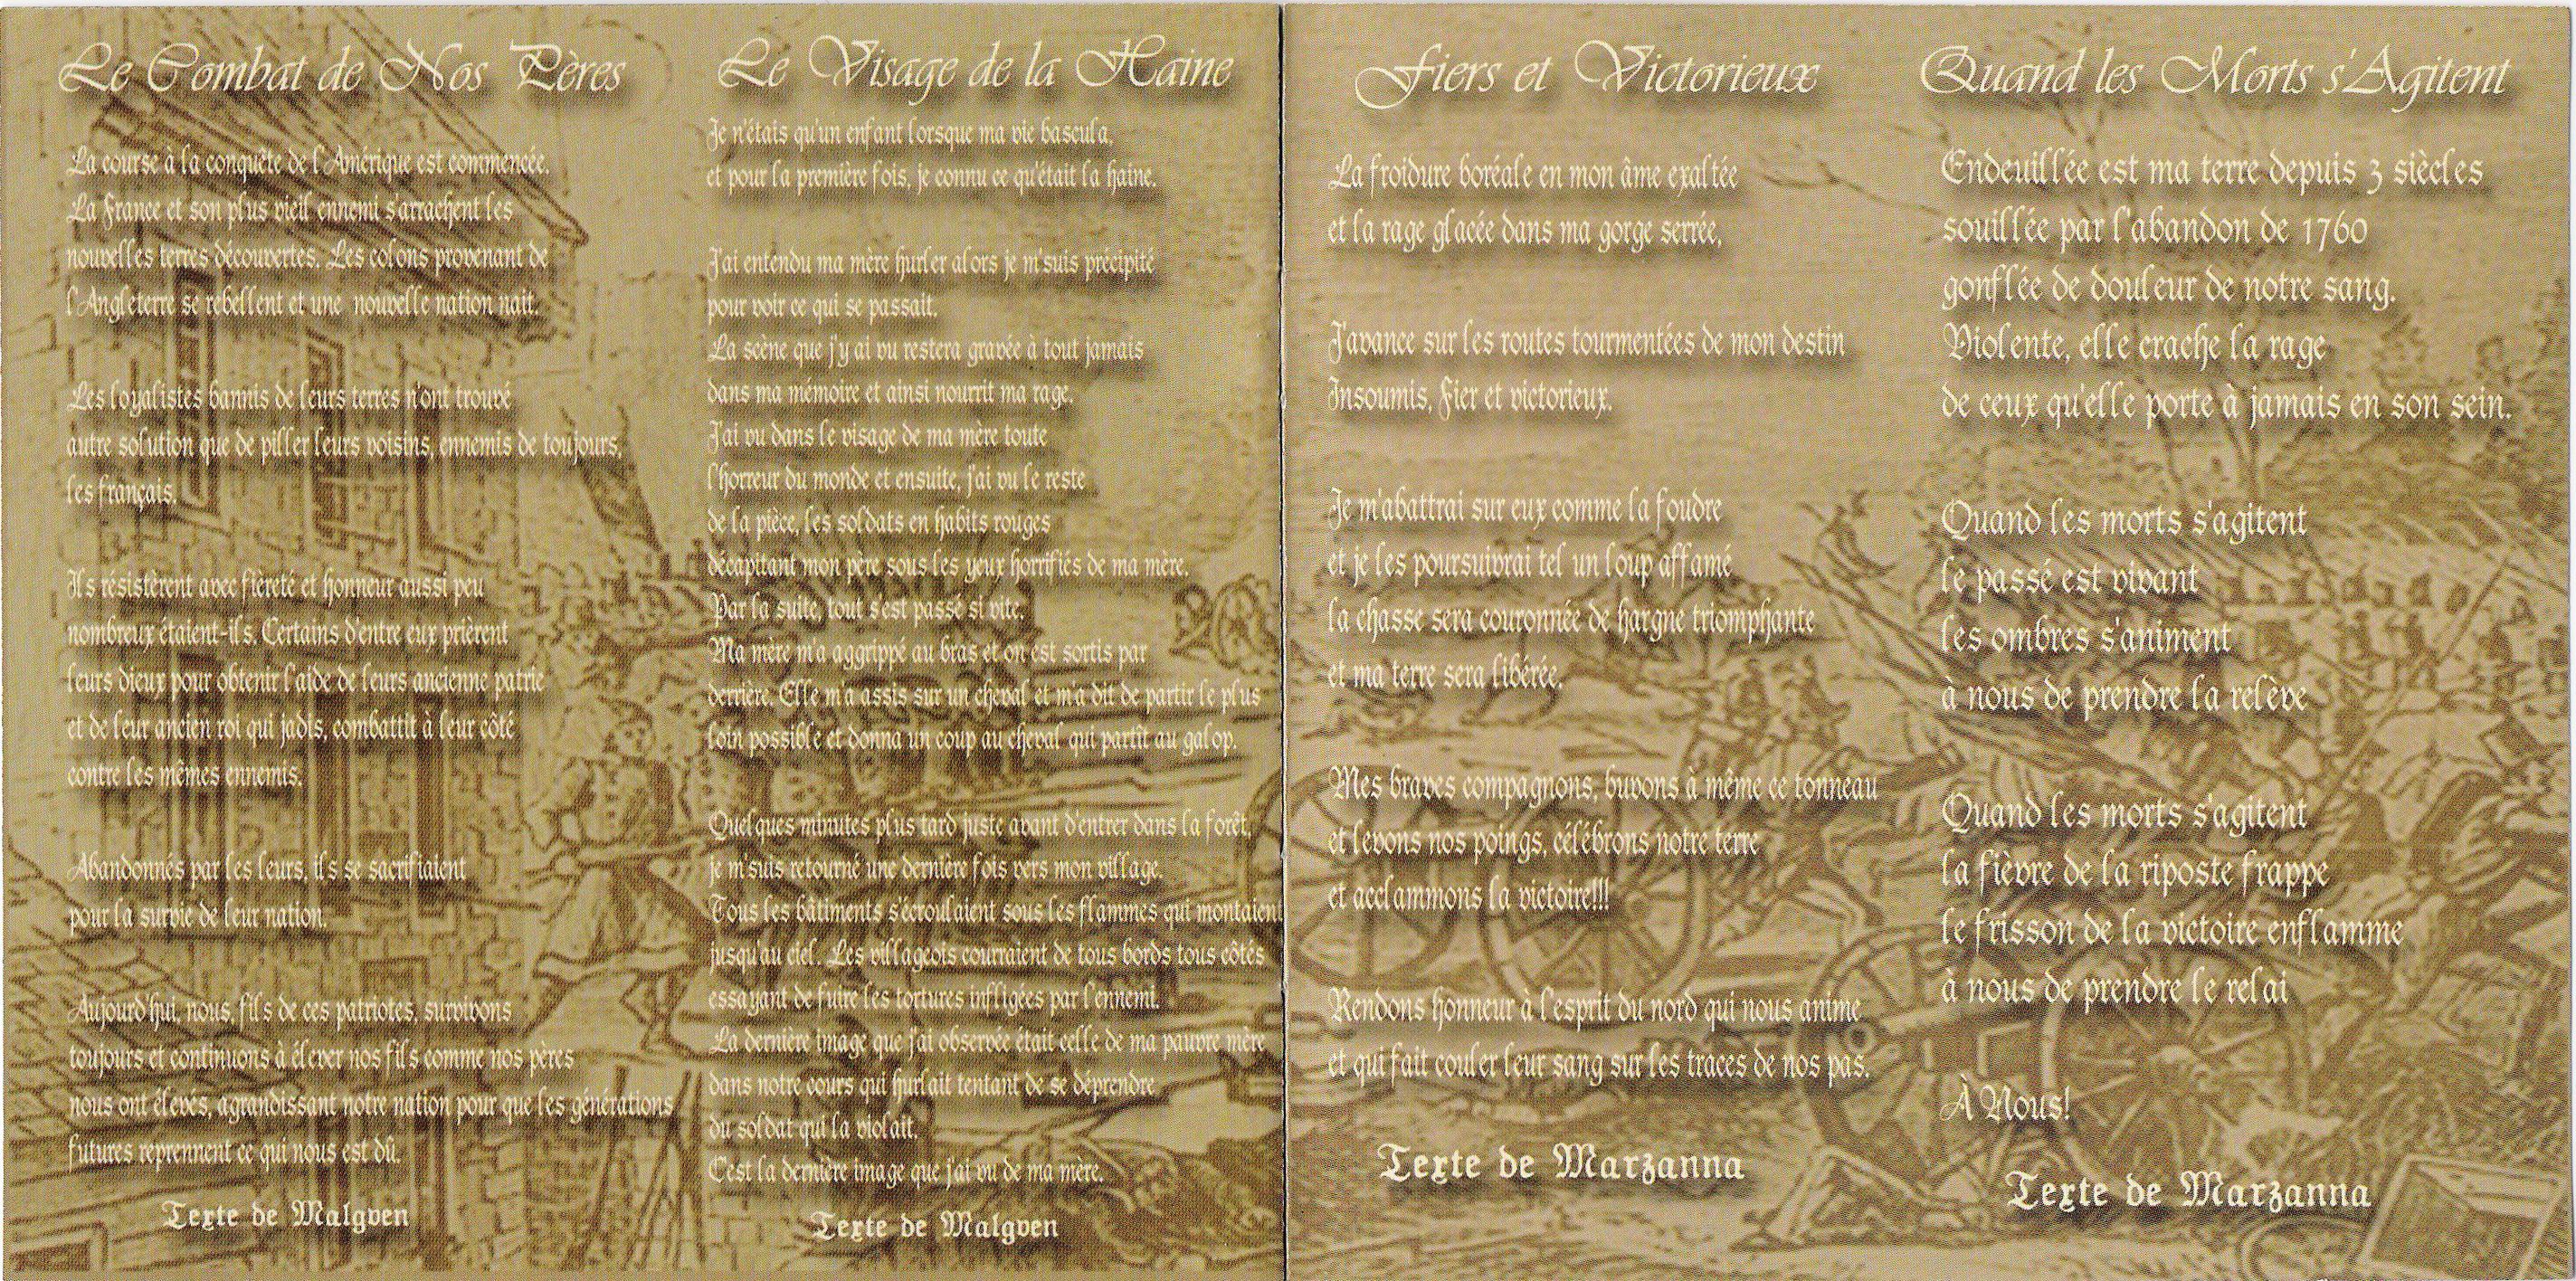 Le Combat de Nos Pères
La course à la conquête de l'Amérique est commencée.
La France et son plus vieil ennemi s'arrachent les
nouvelles terres découvertes. Les colons provenant de
l'Angleterre se rebellent et une nouvelle nation nait.
Les loyalistes bannis de leurs terres n'ont trouvé
autre solution que de piller leurs voisins, ennemis de toujours,
les français.
Ils résistèrent avec fièreté et honneur aussi peu
nombreux étaient-ils. Certains d'entre eux prièrent
leurs dieux pour obtenir l'aide de leurs ancienne patrie
et de leur ancien roi qui jadis, combattit à leur côté
contre les mêmes ennemis.
Abandonnés par les leurs, ils se sacrifiaient
pour la survie de leur nation.
Aujourd'hui, nous, fils de ces patriotes, survivons
toujours et continuons à élever nos fils comme nos pères
nous ont élevés, agrandissant notre nation pour que les générations
futures reprennent ce qui nous est dû.
Texte de Malgven
Le Visage de la Haine
Je n'étais qu'un enfant lorsque ma vie bascula,
et pour la première fois, je connu ce qu'était la haine.
J'ai entendu ma mère hurler alors je m'suis précipité
pour voir ce qui se passait.
La scène que j'y ai vu restera gravée à tout jamais
dans ma mémoire et ainsi nourrit ma rage.
J'ai vu dans le visage de ma mère toute
l'horreur du monde et ensuite, j'ai vu le reste
de la pièce, les soldats en habits rouges
décapitant mon père sous les yeux horrifiés de ma mère.
Par la suite, tout s'est passé si vite.
Ma mère m'a aggrippé au bras et on est sortis par
derrière. Elle m'a assis sur un cheval et m'a dit de partir le plus
loin possible et donna un coup au cheval qui partît au galop.
Quelques minutes plus tard juste avant d'entrer dans la forêt,
je m'suis retourné une dernière fois vers mon village.
Tous les bâtiments s'écroulaient sous les flammes qui montaient
jusqu'au ciel. Les villageois courraient de tous bords tous côtés
essayant de fuire les tortures infligées par l'ennemi.
La dernière image que j'ai observée était celle de ma pauvre mère
dans notre cours qui hurlait tentant de se déprendre
du soldat qui la violait.
C'est la dernière image que j'ai vu de ma mère.
Texte de Malgven
Fiers et Victorieux
La froidure boréale en mon âme exaltée
et la rage glacée dans ma gorge serrée,
J'avance sur les routes tourmentées de mon destin
Insoumis, Fier et victorieux.
Je m'abattrai sur eux comme la foudre
et je les poursuivrai tel un loup affamé
la chasse sera couronnée de hargne triomphante
et ma terre sera libérée.
Mes braves compagnons, buvons à même ce tonneau
et levons nos poings, célébrons notre terre
et acclammons la victoire!!!
Rendons honneur à l'esprit du nord qui nous anime
et qui fait couler leur sang sur les traces de nos pas.
Texte de Marzanna
Quand les Morts s'Agitent
Endeuillée est ma terre depuis 3 siècles
souillée par l'abandon de 1760
gonflée de douleur de notre sang.
Violente, elle crache la rage
de ceux qu'elle porte à jamais en son sein.
Quand les morts s'agitent
le passé est vivant
les ombres s'animent
à nous de prendre la relève
Quand les morts s'agitent
la fièvre de la riposte frappe
le frisson de la victoire enflamme
à nous de prendre le relai
À Nous!
Texte de Marzanna